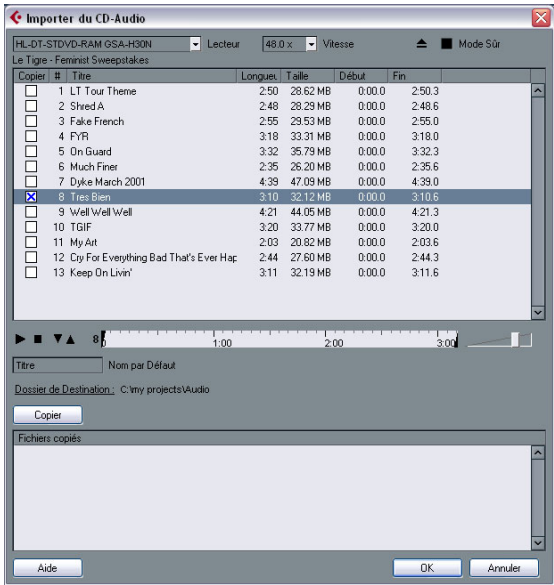 Importer du CD-Audio
HL-DT-STDVD-RAM GSA-H30N Lecteur 48.0 x Vitesse Mode Sûr
Le Tigre - Feminist Sweepstakes
Copier # Titre Longueu Taille Début Fin
1 LT Tour Theme 2:50 28.62 MB 0:00.0 2:50.3
2 Shred A 2:48 28.29 MB 0:00.0 2:48.6
3 Fake French 2:55 29.53 MB 0:00.0 2:55.0
4 FYR 3:18 33.31 MB 0:00.0 3:18.0
5 On Guard 3:32 35.79 MB 0:00.0 3:32.3
6 Much Finer 2:35 26.20 MB 0:00.0 2:35.6
7 Dyke March 2001 4:39 47.09 MB 0:00.0 4:39.0
8 Tres Bien 3:10 32.12 MB 0:00.0 3:10.6
9 Well Well Well 4:21 44.05 MB 0:00.0 4:21.3
10 TGIF 3:20 33.77 MB 0:00.0 3:20.0
11 My Art 2:03 20.82 MB 0:00.0 2:03.6
12 Cry For Everything Bad That's Ever Hap 2:44 27.60 MB 0:00.0 2:44.3
13 Keep On Livin' 3:11 32.19 MB 0:00.0 3:11.6
8 0 1:00 2:00 3:00
Titre Nom par Défaut
Dossier de Destination : C:\my projects\Audio
Copier
Fichiers copiés
Aide OK Annuler